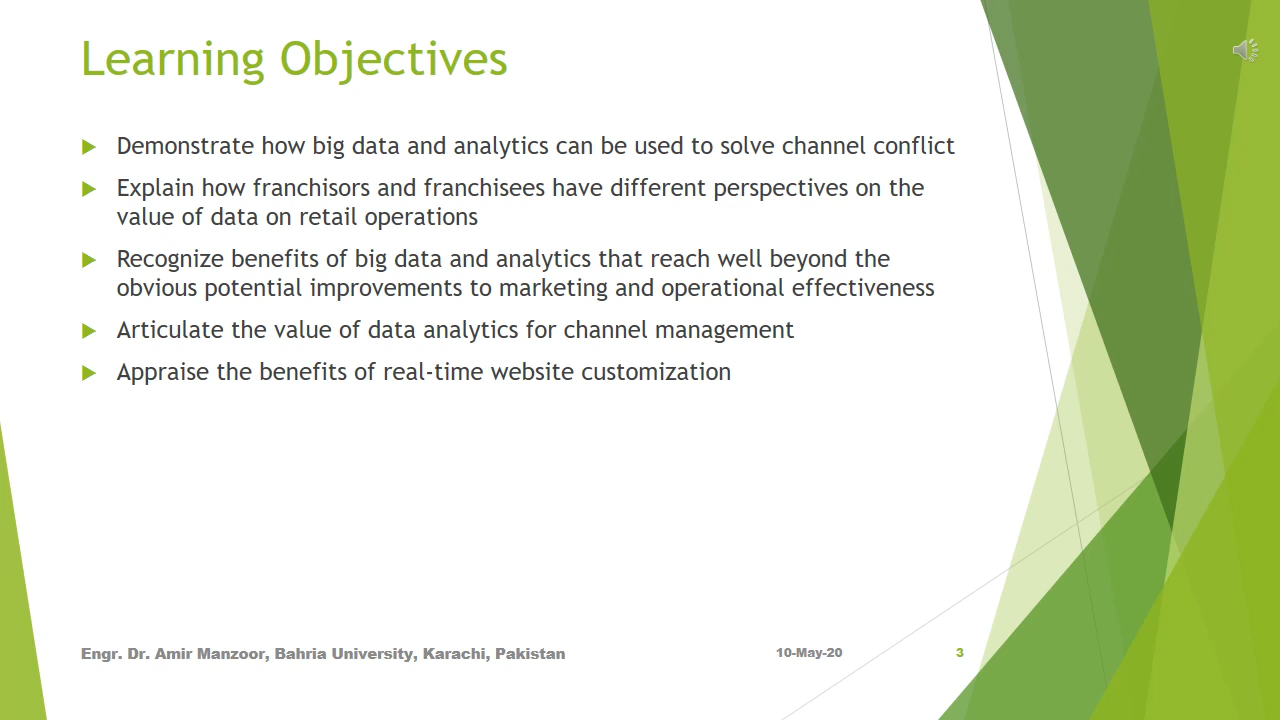 Learning Objectives
Demonstrate how big data and analytics can be used to solve channel conflict
Explain how franchisors and franchisees have different perspectives on the
value of data on retail operations
Recognize benefits of big data and analytics that reach well beyond the
obvious potential improvements to marketing and operational effectiveness
Articulate the value of data analytics for channel management
Appraise the benefits of real-time website customization
Engr. Dr. Amir Manzoor, Bahria University, Karachi, Pakistan
10-May-20
3